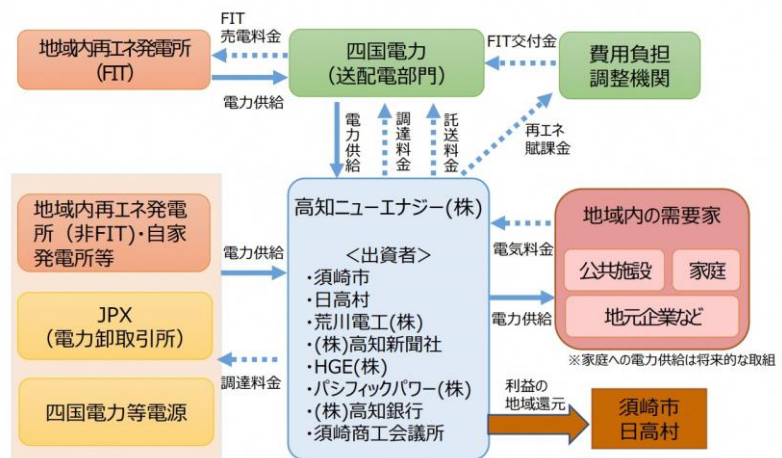 FIT
売電料金
地域内再エネ発電所
(FIT)
電力供給
四国電力
(送配電部門)
FIT交付金
費用負担
調整機関
電力供給
調達料金
託送料金
再エネ
賦課金
地域内再エネ発電
所（非FIT)・自家
発電所等
JPX
（電力卸取引所）
四国電力等電源
電力供給
調達料金
高知ニューエナジー(株)
＜出資者＞
・須崎市
・日高村
・荒川電工(株)
・(株)高知新聞社
・HGE(株)
・パシフィックパワー(株)
・(株)高知銀行
・須崎商工会議所
電気料金
電力供給
地域内の需要家
公共施設
家庭
地元企業など
※家庭への電力供給は将来的な取組
利益の
地域還元
須崎市
日高村